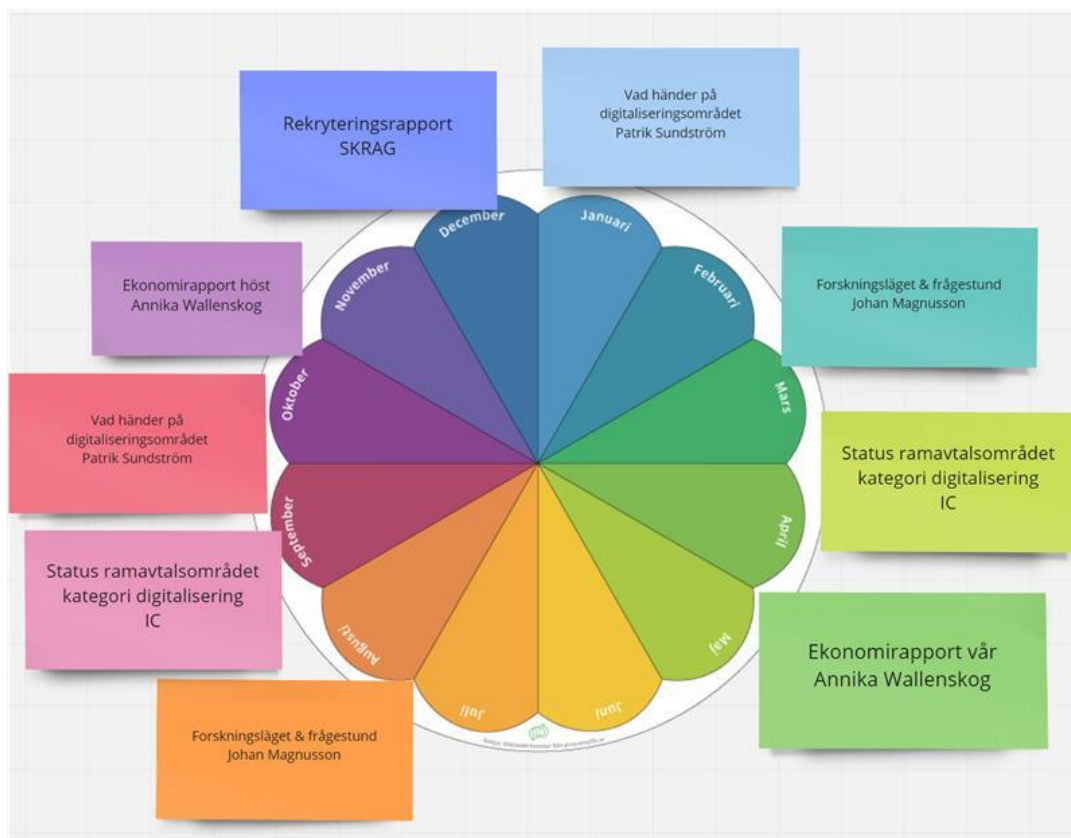 Rekryteringsrapport
SKRAG
Vad händer på
digitaliseringsområdet
Patrik Sundström
Forskningsläget & frågestund
Johan Magnusson
Status ramavtalsområdet
kategori digitalisering
IC
Ekonomirapport vår
Annika Wallenskog
Forskningsläget & frågestund
Johan Magnusson
Status ramavtalsområdet
kategori digitalisering
IC
Vad händer på
digitaliseringsområdet
Patrik Sundström
Ekonomirapport höst
Annika Wallenskog
Januari
Februari
Mars
April
Maj
Juni
Juli
Augusti
September
Oktober
November
December